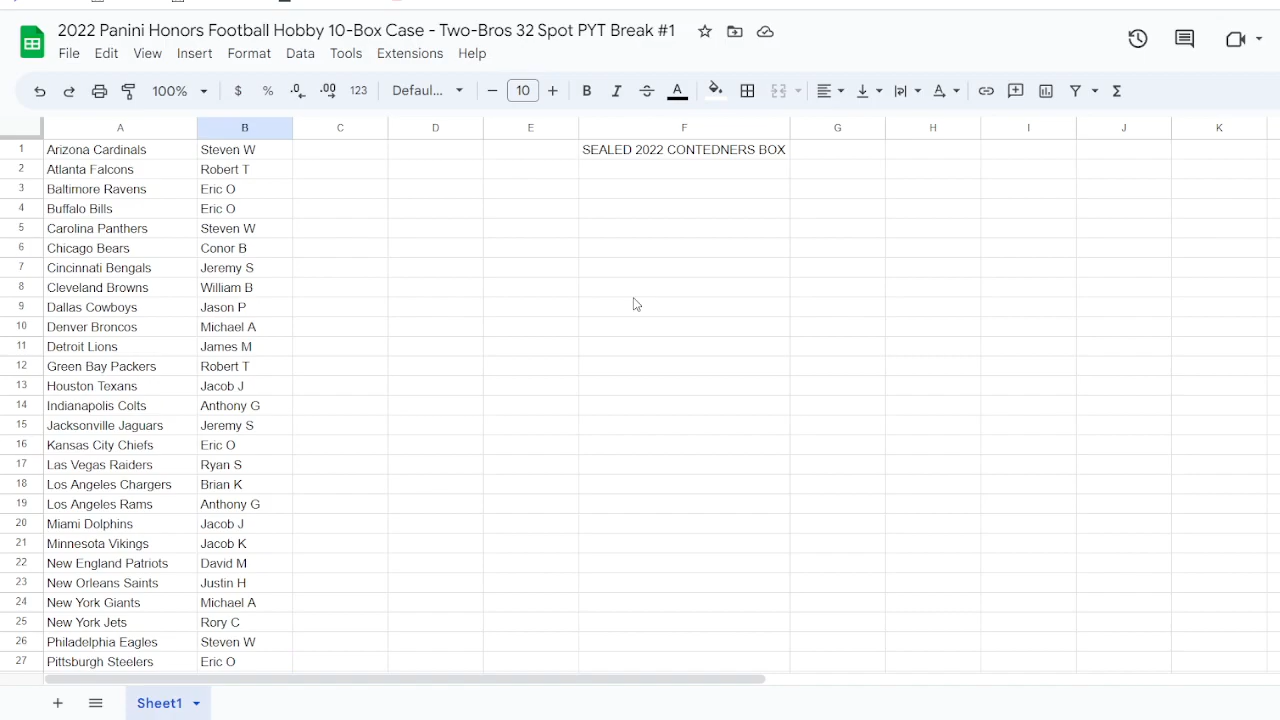 2022 Panini Honors Football Hobby 10-Box Case - Two-Bros 32 Spot PYT Break #1
File Edit View Insert Format Data Tools Extensions Help
100% $ % .0 .00 123 Defaul... − 10 + B I A Σ
A B C D E F G H I J K
1 Arizona Cardinals Steven W SEALED 2022 CONTEDNERS BOX
2 Atlanta Falcons Robert T
3 Baltimore Ravens Eric O
4 Buffalo Bills Eric O
5 Carolina Panthers Steven W
6 Chicago Bears Conor B
7 Cincinnati Bengals Jeremy S
8 Cleveland Browns William B
9 Dallas Cowboys Jason P
10 Denver Broncos Michael A
11 Detroit Lions James M
12 Green Bay Packers Robert T
13 Houston Texans Jacob J
14 Indianapolis Colts Anthony G
15 Jacksonville Jaguars Jeremy S
16 Kansas City Chiefs Eric O
17 Las Vegas Raiders Ryan S
18 Los Angeles Chargers Brian K
19 Los Angeles Rams Anthony G
20 Miami Dolphins Jacob J
21 Minnesota Vikings Jacob K
22 New England Patriots David M
23 New Orleans Saints Justin H
24 New York Giants Michael A
25 New York Jets Rory C
26 Philadelphia Eagles Steven W
27 Pittsburgh Steelers Eric O
Sheet1